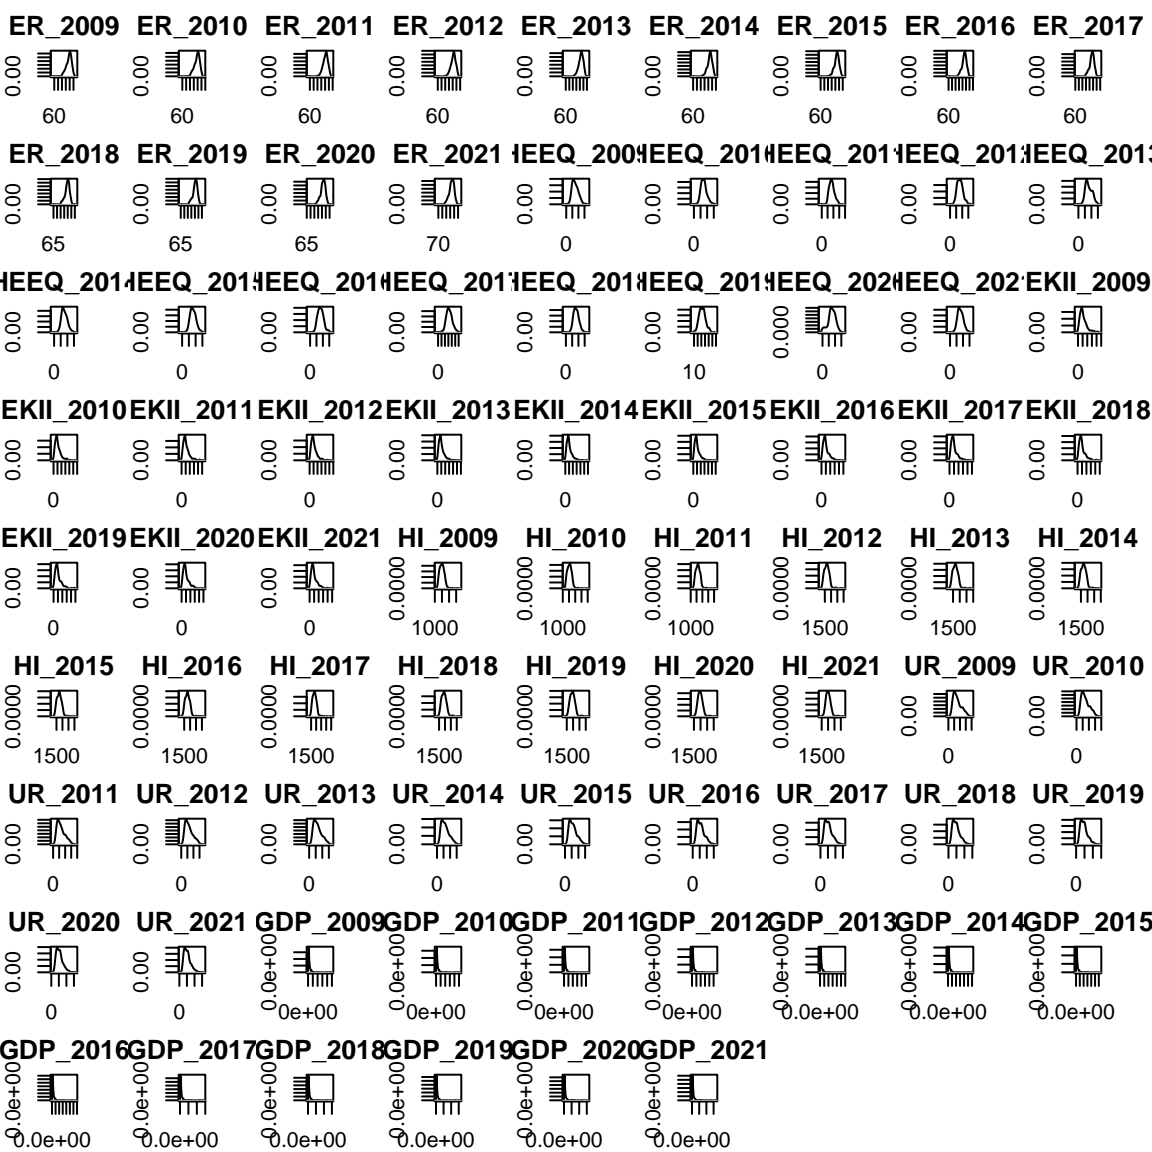 ER_2009 ER_2010 ER_2011 ER_2012 ER_2013 ER_2014 ER_2015 ER_2016 ER_2017
0.00 0.00 0.00 0.00 0.00 0.00 0.00 0.00 0.00
60 60 60 60 60 60 60 60 60
ER_2018 ER_2019 ER_2020 ER_2021 HEEQ_2009 HEEQ_2010 HEEQ_2011 HEEQ_2012 HEEQ_2013
0.00 0.00 0.00 0.00 0.00 0.00 0.00 0.00 0.00
65 65 65 70 0 0 0 0 0
HEEQ_2014 HEEQ_2015 HEEQ_2016 HEEQ_2017 HEEQ_2018 HEEQ_2019 HEEQ_2020 HEEQ_2021 EKII_2009
0.00 0.00 0.00 0.00 0.00 0.00 0.000 0.00 0.00
0 0 0 0 0 10 0 0 0
EKII_2010 EKII_2011 EKII_2012 EKII_2013 EKII_2014 EKII_2015 EKII_2016 EKII_2017 EKII_2018
0.00 0.00 0.00 0.00 0.00 0.00 0.00 0.00 0.00
0 0 0 0 0 0 0 0 0
EKII_2019 EKII_2020 EKII_2021 HI_2009 HI_2010 HI_2011 HI_2012 HI_2013 HI_2014
0.00 0.00 0.00 0.0000 0.0000 0.0000 0.0000 0.0000 0.0000
0 0 0 1000 1000 1000 1500 1500 1500
HI_2015 HI_2016 HI_2017 HI_2018 HI_2019 HI_2020 HI_2021 UR_2009 UR_2010
0.0000 0.0000 0.0000 0.0000 0.0000 0.0000 0.0000 0.00 0.00
1500 1500 1500 1500 1500 1500 1500 0 0
UR_2011 UR_2012 UR_2013 UR_2014 UR_2015 UR_2016 UR_2017 UR_2018 UR_2019
0.00 0.00 0.00 0.00 0.00 0.00 0.00 0.00 0.00
0 0 0 0 0 0 0 0 0
UR_2020 UR_2021 GDP_2009 GDP_2010 GDP_2011 GDP_2012 GDP_2013 GDP_2014 GDP_2015
0.00 0.00 0.0e+00 0.0e+00 0.0e+00 0.0e+00 0.0e+00 0.0e+00 0.0e+00
0 0 0e+00 0e+00 0e+00 0e+00 0.0e+00 0.0e+00 0.0e+00
GDP_2016 GDP_2017 GDP_2018 GDP_2019 GDP_2020 GDP_2021
0.0e+00 0.0e+00 0.0e+00 0.0e+00 0.0e+00 0.0e+00
0.0e+00 0.0e+00 0.0e+00 0.0e+00 0.0e+00 0.0e+00